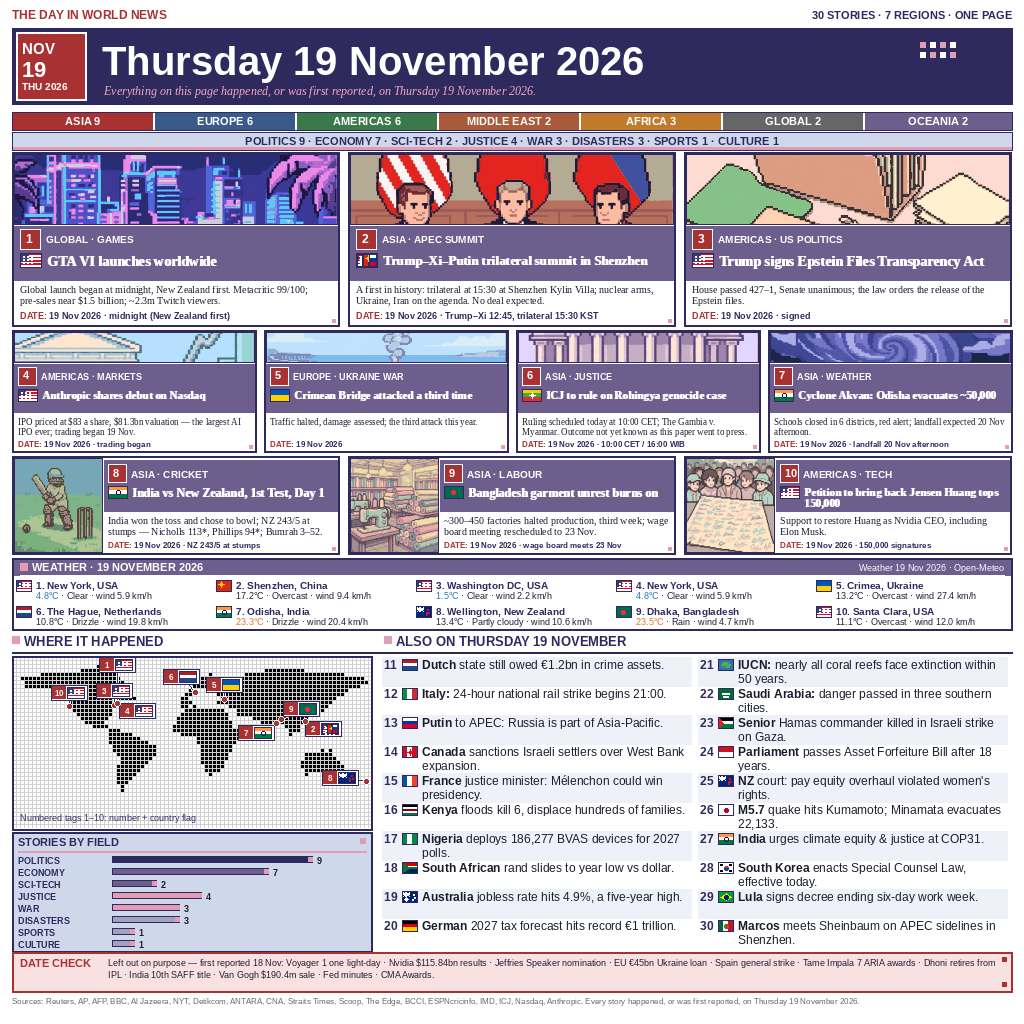 THE DAY IN WORLD NEWS
30 STORIES · 7 REGIONS · ONE PAGE
NOV
19
THU 2026
Thursday 19 November 2026
Everything on this page happened, or was first reported, on Thursday 19 November 2026.
ASIA 9
EUROPE 6
AMERICAS 6
MIDDLE EAST 2
AFRICA 3
GLOBAL 2
OCEANIA 2
POLITICS 9 · ECONOMY 7 · SCI-TECH 2 · JUSTICE 4 · WAR 3 · DISASTERS 3 · SPORTS 1 · CULTURE 1
1 GLOBAL · GAMES
GTA VI launches worldwide
Global launch began at midnight, New Zealand first. Metacritic 99/100;
pre-sales near $1.5 billion; ~2.3m Twitch viewers.
DATE: 19 Nov 2026 · midnight (New Zealand first)
2 ASIA · APEC SUMMIT
Trump–Xi–Putin trilateral summit in Shenzhen
A first in history: trilateral at 15:30 at Shenzhen Kylin Villa; nuclear arms,
Ukraine, Iran on the agenda. No deal expected.
DATE: 19 Nov 2026 · Trump–Xi 12:45, trilateral 15:30 KST
3 AMERICAS · US POLITICS
Trump signs Epstein Files Transparency Act
House passed 427–1, Senate unanimous; the law orders release of the
Epstein files.
DATE: 19 Nov 2026 · signed
4 AMERICAS · MARKETS
Anthropic shares debut on Nasdaq
IPO priced at $83 a share, $81.3bn valuation — the largest AI
IPO ever; trading began 19 Nov.
DATE: 19 Nov 2026 · trading began
5 EUROPE · UKRAINE WAR
Crimean Bridge attacked a third time
Traffic halted, damage assessed; the third attack this year.
DATE: 19 Nov 2026
6 ASIA · JUSTICE
ICJ to rule on Rohingya genocide case
Ruling scheduled today at 10:00 CET; The Gambia v.
Myanmar. Outcome not yet known as this paper went to press.
DATE: 19 Nov 2026 · 10:00 CET / 16:00 WIB
7 ASIA · WEATHER
Cyclone Akvan: Odisha evacuates ~50,000
Schools closed in 6 districts, red alert; landfall expected 20 Nov
afternoon.
DATE: 19 Nov 2026 · landfall 20 Nov afternoon
8 ASIA · CRICKET
India vs New Zealand, 1st Test, Day 1
India won the toss and chose to bowl; NZ 243/5 at
stumps — Nicholls 113*, Phillips 94*; Bumrah 3–52.
DATE: 19 Nov 2026 · NZ 243/5 at stumps
9 ASIA · LABOUR
Bangladesh garment unrest burns on
~300–450 factories halted production, third week; wage
board meeting rescheduled to 23 Nov.
DATE: 19 Nov 2026 · wage board meets 23 Nov
10 AMERICAS · TECH
Petition to bring back Jensen Huang tops
150,000
Support to restore Huang as Nvidia CEO, including
Elon Musk.
DATE: 19 Nov 2026 · 150,000 signatures
WEATHER · 19 NOVEMBER 2026
Weather 19 Nov 2026 · Open-Meteo
1. New York, USA
4.8°C · Clear · wind 5.9 km/h
2. Shenzhen, China
17.2°C · Overcast · wind 9.4 km/h
3. Washington DC, USA
1.5°C · Clear · wind 2.2 km/h
4. New York, USA
4.8°C · Clear · wind 5.9 km/h
5. Crimea, Ukraine
13.2°C · Overcast · wind 27.4 km/h
6. The Hague, Netherlands
10.8°C · Drizzle · wind 19.8 km/h
7. Odisha, India
23.3°C · Drizzle · wind 20.4 km/h
8. Wellington, New Zealand
13.4°C · Partly cloudy · wind 10.6 km/h
9. Dhaka, Bangladesh
23.5°C · Rain · wind 4.7 km/h
10. Santa Clara, USA
11.1°C · Overcast · wind 12.0 km/h
WHERE IT HAPPENED
1
6
5
10
3
4
9
7
2
8
Numbered tags 1–10: number + country flag
STORIES BY FIELD
POLITICS 9
ECONOMY 7
SCI-TECH 2
JUSTICE 4
WAR 3
DISASTERS 3
SPORTS 1
CULTURE 1
ALSO ON THURSDAY 19 NOVEMBER
11 Dutch state still owed €1.2bn in crime assets.
12 Italy: 24-hour national rail strike begins 21:00.
13 Putin to APEC: Russia is part of Asia-Pacific.
14 Canada sanctions Israeli settlers over West Bank
expansion.
15 France justice minister: Mélenchon could win
presidency.
16 Kenya floods kill 6, displace hundreds of families.
17 Nigeria deploys 186,277 BVAS devices for 2027
polls.
18 South African rand slides to year low vs dollar.
19 Australia jobless rate hits 4.9%, a five-year high.
20 German 2027 tax forecast hits record €1 trillion.
21 IUCN: nearly all coral reefs face extinction within
50 years.
22 Saudi Arabia: danger passed in three southern
cities.
23 Senior Hamas commander killed in Israeli strike
on Gaza.
24 Parliament passes Asset Forfeiture Bill after 18
years.
25 NZ court: pay equity overhaul violated women's
rights.
26 M5.7 quake hits Kumamoto; Minamata evacuates
22,133.
27 India urges climate equity & justice at COP31.
28 South Korea enacts Special Counsel Law,
effective today.
29 Lula signs decree ending six-day work week.
30 Marcos meets Sheinbaum on APEC sidelines in
Shenzhen.
DATE CHECK
Left out on purpose — first reported 18 Nov: Voyager 1 one light-day · Nvidia $115.84bn results · Jeffries Speaker nomination · EU €45bn Ukraine loan · Spain general strike · Tame Impala 7 ARIA awards · Dhoni retires from
IPL · India 10th SAFF title · Van Gogh $190.4m sale · Fed minutes · CMA Awards.
Sources: Reuters, AP, AFP, BBC, Al Jazeera, NYT, Detikcom, ANTARA, CNA, Straits Times, Scoop, The Edge, BCCI, ESPNcricinfo, IMD, ICJ, Nasdaq, Anthropic. Every story happened, or was first reported, on Thursday 19 November 2026.